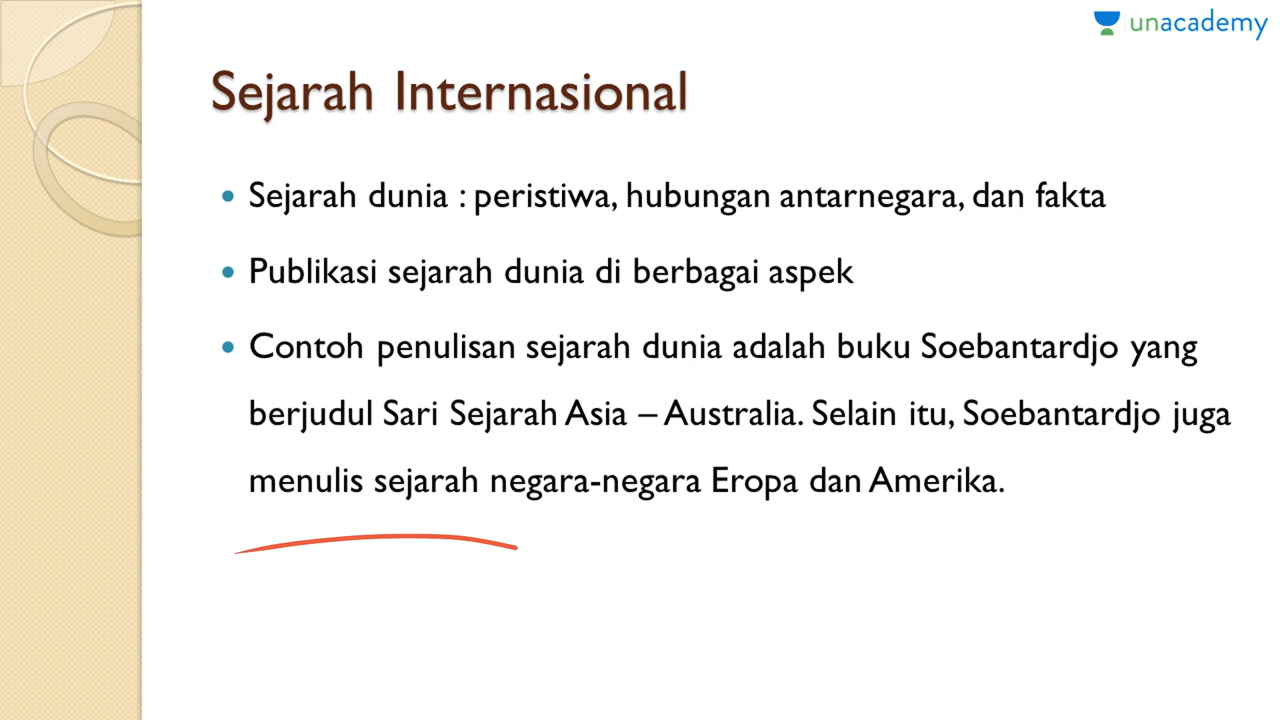 unacademy
Sejarah Internasional
• Sejarah dunia : peristiwa, hubungan antarnegara, dan fakta
• Publikasi sejarah dunia di berbagai aspek
• Contoh penulisan sejarah dunia adalah buku Soebantardjo yang
berjudul Sari Sejarah Asia – Australia. Selain itu, Soebantardjo juga
menulis sejarah negara-negara Eropa dan Amerika.